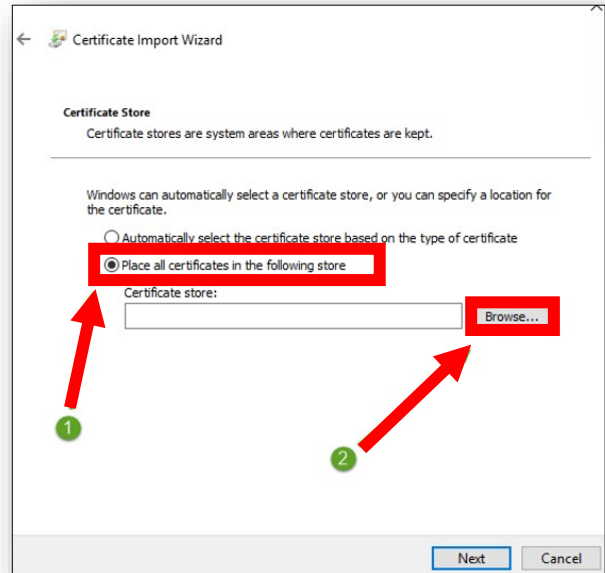 Certificate Import Wizard
Certificate Store
Certificate stores are system areas where certificates are kept.
Windows can automatically select a certificate store, or you can specify a location for
the certificate.
Automatically select the certificate store based on the type of certificate
Place all certificates in the following store
Certificate store:
Browse...
1
2
Next Cancel